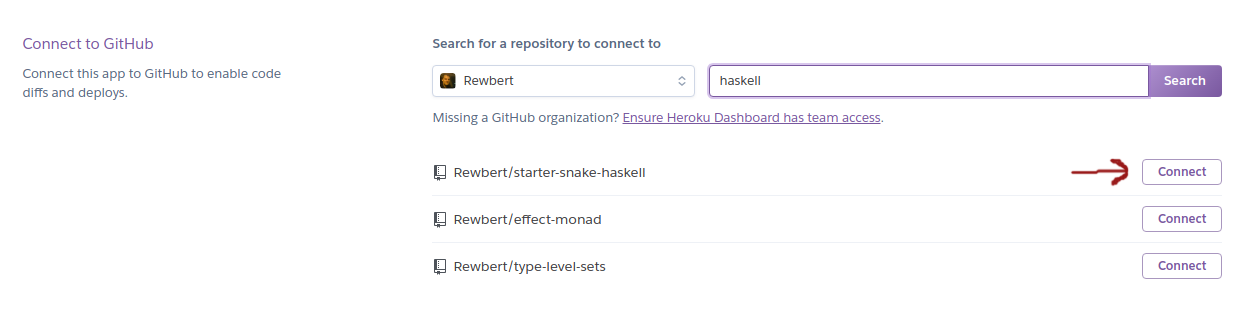 Connect to GitHub
Connect this app to GitHub to enable code
diffs and deploys.
Search for a repository to connect to
Rewbert
haskell
Search
Missing a GitHub organization? Ensure Heroku Dashboard has team access.
Rewbert/starter-snake-haskell
Connect
Rewbert/effect-monad
Connect
Rewbert/type-level-sets
Connect